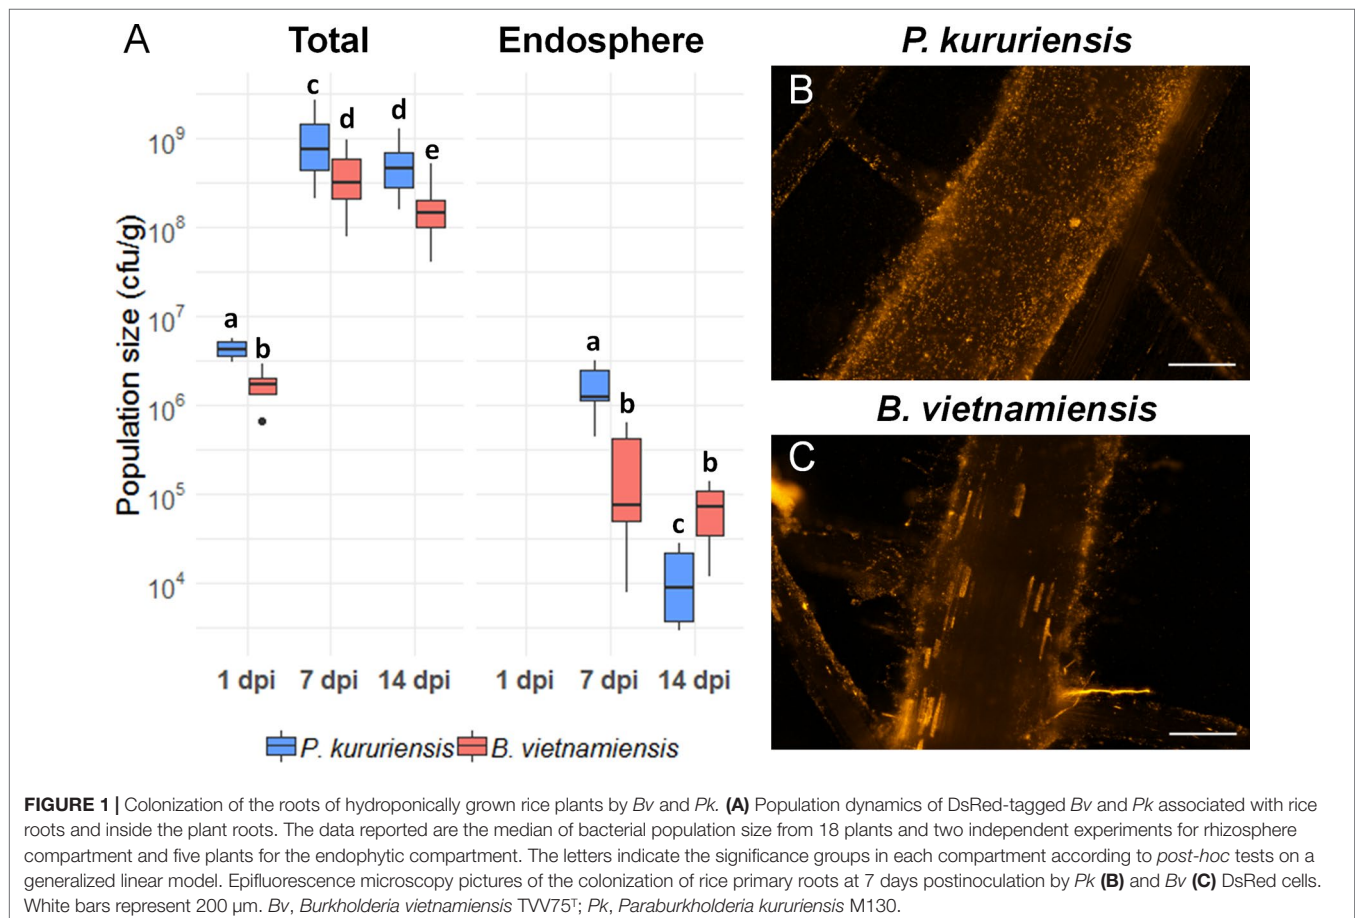 A
Total
Endosphere
P. kururiensis
B
Population size (cfu/g)
10⁹
10⁸
10⁷
10⁶
10⁵
10⁴
a
b
c
d
d
e
a
b
c
b
1 dpi 7 dpi 14 dpi
1 dpi 7 dpi 14 dpi
P. kururiensis B. vietnamiensis
B. vietnamiensis
C
FIGURE 1 | Colonization of the roots of hydroponically grown rice plants by Bv and Pk. (A) Population dynamics of DsRed-tagged Bv and Pk associated with rice
roots and inside the plant roots. The data reported are the median of bacterial population size from 18 plants and two independent experiments for rhizosphere
compartment and five plants for the endophytic compartment. The letters indicate the significance groups in each compartment according to post-hoc tests on a
generalized linear model. Epifluorescence microscopy pictures of the colonization of rice primary roots at 7 days postinoculation by Pk (B) and Bv (C) DsRed cells.
White bars represent 200 μm. Bv, Burkholderia vietnamiensis TVV75ᵀ; Pk, Paraburkholderia kururiensis M130.